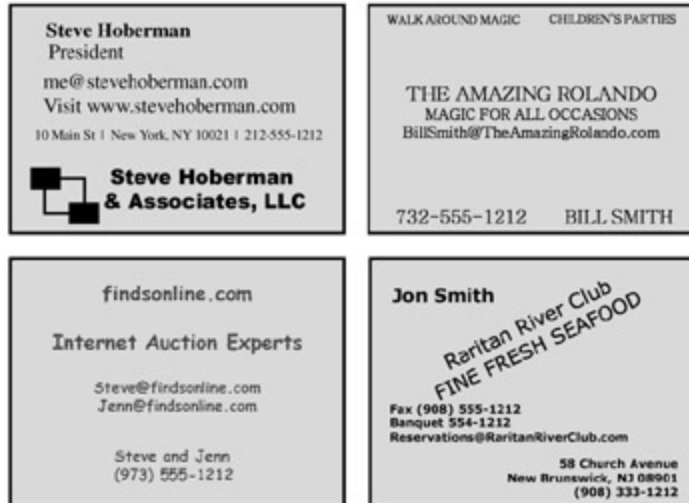 Steve Hoberman
President
me@stevehoberman.com
Visit www.stevehoberman.com
10 Main St | New York, NY 10021 | 212-555-1212
Steve Hoberman
& Associates, LLC
WALK AROUND MAGIC CHILDREN'S PARTIES
THE AMAZING ROLANDO
MAGIC FOR ALL OCCASIONS
BillSmith@TheAmazingRolando.com
732-555-1212 BILL SMITH
findsonline.com
Internet Auction Experts
Steve@findsonline.com
Jenn@findsonline.com
Steve and Jenn
(973) 555-1212
Jon Smith
Raritan River Club
FINE FRESH SEAFOOD
Fax (908) 555-1212
Banquet 554-1212
Reservations@RaritanRiverClub.com
58 Church Avenue
New Brunswick, NJ 08901
(908) 333-1212